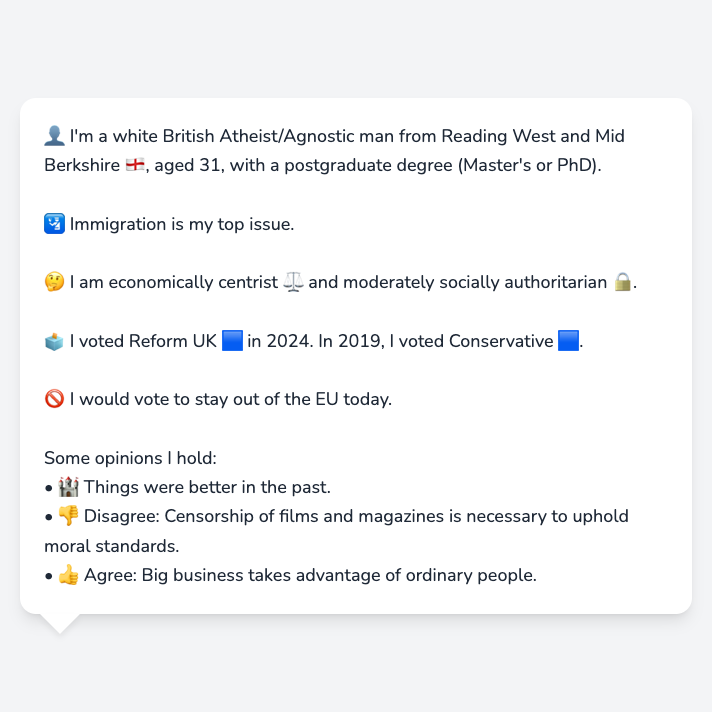 👤 I'm a white British Atheist/Agnostic man from Reading West and Mid
Berkshire 🏴󠁧󠁢󠁥󠁮󠁧󠁿, aged 31, with a postgraduate degree (Master's or PhD).
🛂 Immigration is my top issue.
🤔 I am economically centrist ⚖️ and moderately socially authoritarian 🔒.
🗳️ I voted Reform UK 🟦 in 2024. In 2019, I voted Conservative 🟦.
🚫 I would vote to stay out of the EU today.
Some opinions I hold:
• 🏰 Things were better in the past.
• 👎 Disagree: Censorship of films and magazines is necessary to uphold
moral standards.
• 👍 Agree: Big business takes advantage of ordinary people.